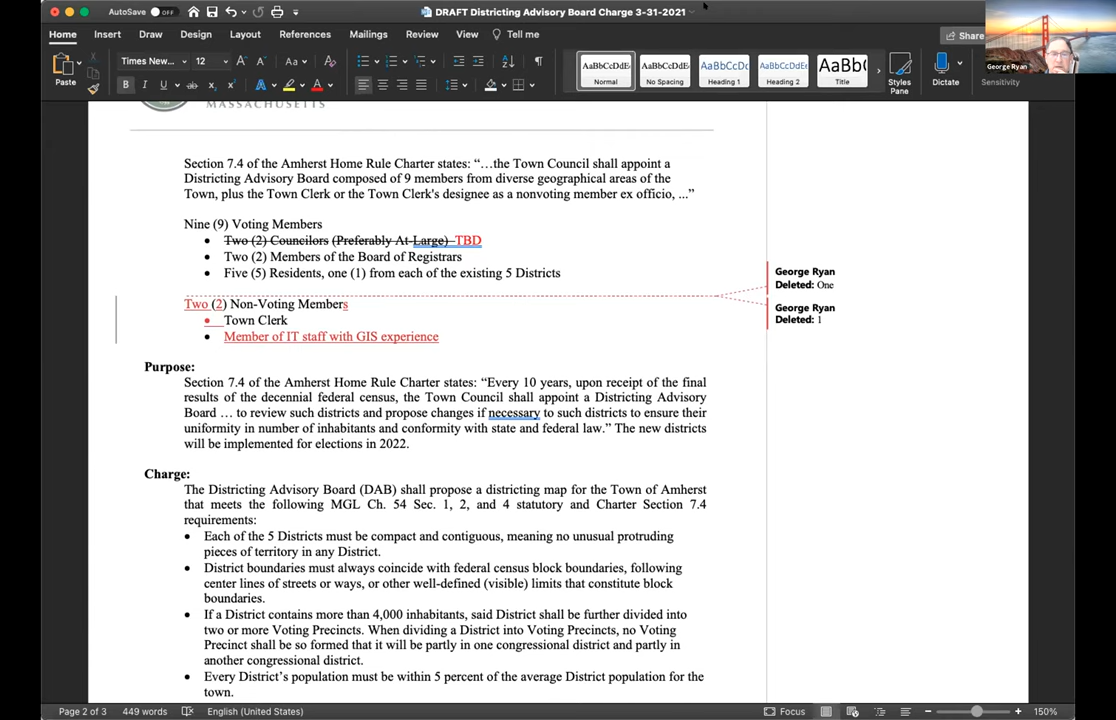 AutoSave OFF
DRAFT Districting Advisory Board Charge 3-31-2021
Home Insert Draw Design Layout References Mailings Review View Tell me
Share
George Ryan
Paste
Times New... 12
AaBbCcDdE AaBbCcDdE AaBbCcDc AaBbCcDdE AaBb(
Normal No Spacing Heading 1 Heading 2 Title
Styles Pane
Dictate
Sensitivity
MASSACHUSETTS
Section 7.4 of the Amherst Home Rule Charter states: “…the Town Council shall appoint a
Districting Advisory Board composed of 9 members from diverse geographical areas of the
Town, plus the Town Clerk or the Town Clerk's designee as a nonvoting member ex officio, ...”
Nine (9) Voting Members
• Two (2) Councilors (Preferably At-Large) TBD
• Two (2) Members of the Board of Registrars
• Five (5) Residents, one (1) from each of the existing 5 Districts
George Ryan
Deleted: One
Two (2) Non-Voting Members
George Ryan
Deleted: 1
• Town Clerk
• Member of IT staff with GIS experience
Purpose:
Section 7.4 of the Amherst Home Rule Charter states: “Every 10 years, upon receipt of the final
results of the decennial federal census, the Town Council shall appoint a Districting Advisory
Board … to review such districts and propose changes if necessary to such districts to ensure their
uniformity in number of inhabitants and conformity with state and federal law.” The new districts
will be implemented for elections in 2022.
Charge:
The Districting Advisory Board (DAB) shall propose a districting map for the Town of Amherst
that meets the following MGL Ch. 54 Sec. 1, 2, and 4 statutory and Charter Section 7.4
requirements:
• Each of the 5 Districts must be compact and contiguous, meaning no unusual protruding
pieces of territory in any District.
• District boundaries must always coincide with federal census block boundaries, following
center lines of streets or ways, or other well-defined (visible) limits that constitute block
boundaries.
• If a District contains more than 4,000 inhabitants, said District shall be further divided into
two or more Voting Precincts. When dividing a District into Voting Precincts, no Voting
Precinct shall be so formed that it will be partly in one congressional district and partly in
another congressional district.
• Every District’s population must be within 5 percent of the average District population for the
town.
Page 2 of 3 449 words English (United States) Focus 150%